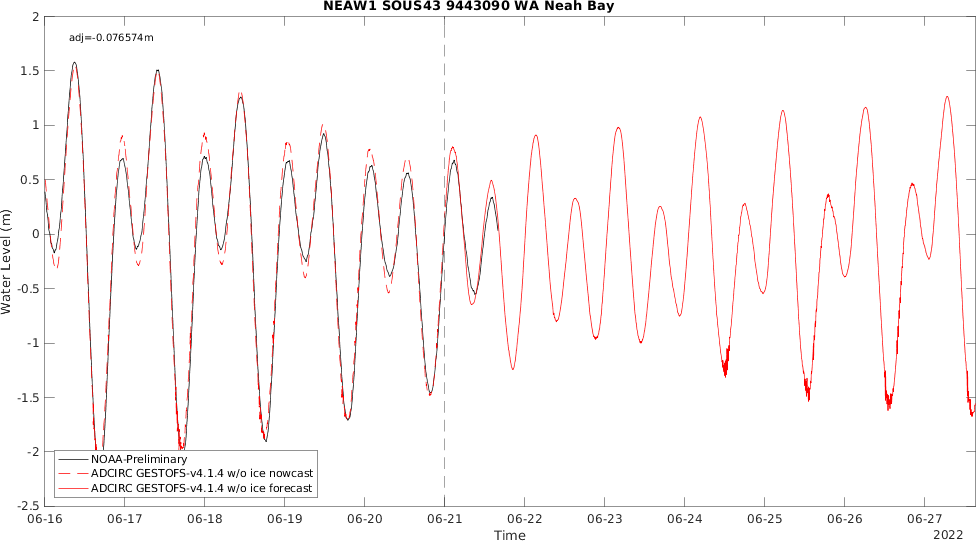 NEAW1 SOUS43 9443090 WA Neah Bay
adj=-0.076574m
Water Level (m)
2
1.5
1
0.5
0
-0.5
-1
-1.5
-2
-2.5
NOAA-Preliminary
ADCIRC GESTOFS-v4.1.4 w/o ice nowcast
ADCIRC GESTOFS-v4.1.4 w/o ice forecast
06-16 06-17 06-18 06-19 06-20 06-21 06-22 06-23 06-24 06-25 06-26 06-27
Time
2022